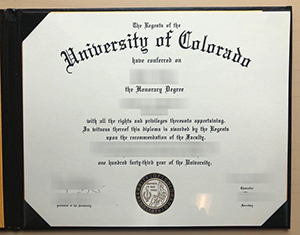 The Regents of the
University of Colorado
have conferred on
the Honorary Degree
with all the rights and privileges thereunto appertaining.
In witness thereof this diploma is awarded by the Regents
upon the recommendation of the Faculty.
one hundred forty-third year of the University.